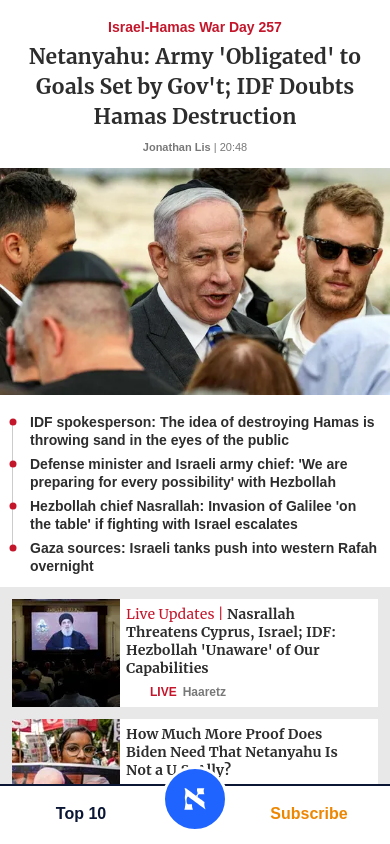 Israel-Hamas War Day 257
Netanyahu: Army 'Obligated' to
Goals Set by Gov't; IDF Doubts
Hamas Destruction
Jonathan Lis | 20:48
IDF spokesperson: The idea of destroying Hamas is
throwing sand in the eyes of the public
Defense minister and Israeli army chief: 'We are
preparing for every possibility' with Hezbollah
Hezbollah chief Nasrallah: Invasion of Galilee 'on
the table' if fighting with Israel escalates
Gaza sources: Israeli tanks push into western Rafah
overnight
Live Updates | Nasrallah
Threatens Cyprus, Israel; IDF:
Hezbollah 'Unaware' of Our
Capabilities
LIVE Haaretz
How Much More Proof Does
Biden Need That Netanyahu Is
Not a U.S. Ally?
Top 10
Subscribe